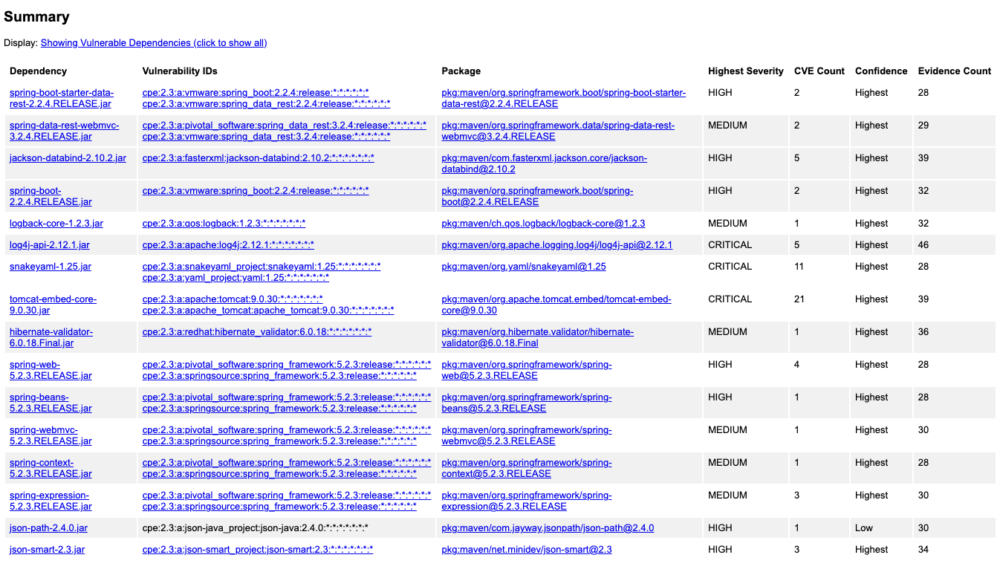 Summary
Display: Showing Vulnerable Dependencies (click to show all)
Dependency Vulnerability IDs Package Highest Severity CVE Count Confidence Evidence Count
spring-boot-starter-data- cpe:2.3:a:vmware:spring_boot:2.2.4:release:*:*:*:*:*:* pkg:maven/org.springframework.boot/spring-boot-starter- HIGH 2 Highest 28
rest-2.2.4.RELEASE.jar cpe:2.3:a:vmware:spring_data_rest:2.2.4:release:*:*:*:*:*:* data-rest@2.2.4.RELEASE
spring-data-rest-webmvc- cpe:2.3:a:pivotal_software:spring_data_rest:3.2.4:release:*:*:*:*:*:* pkg:maven/org.springframework.data/spring-data-rest- MEDIUM 2 Highest 29
3.2.4.RELEASE.jar cpe:2.3:a:vmware:spring_data_rest:3.2.4:release:*:*:*:*:*:* webmvc@3.2.4.RELEASE
jackson-databind-2.10.2.jar cpe:2.3:a:fasterxml:jackson-databind:2.10.2:*:*:*:*:*:*:* pkg:maven/com.fasterxml.jackson.core/jackson- HIGH 5 Highest 39
databind@2.10.2
spring-boot- cpe:2.3:a:vmware:spring_boot:2.2.4:release:*:*:*:*:*:* pkg:maven/org.springframework.boot/spring- HIGH 2 Highest 32
2.2.4.RELEASE.jar boot@2.2.4.RELEASE
logback-core-1.2.3.jar cpe:2.3:a:qos:logback:1.2.3:*:*:*:*:*:*:* pkg:maven/ch.qos.logback/logback-core@1.2.3 MEDIUM 1 Highest 32
log4j-api-2.12.1.jar cpe:2.3:a:apache:log4j:2.12.1:*:*:*:*:*:*:* pkg:maven/org.apache.logging.log4j/log4j-api@2.12.1 CRITICAL 5 Highest 46
snakeyaml-1.25.jar cpe:2.3:a:snakeyaml_project:snakeyaml:1.25:*:*:*:*:*:*:* pkg:maven/org.yaml/snakeyaml@1.25 CRITICAL 11 Highest 28
cpe:2.3:a:yaml_project:yaml:1.25:*:*:*:*:*:*:*
tomcat-embed-core- cpe:2.3:a:apache:tomcat:9.0.30:*:*:*:*:*:*:* pkg:maven/org.apache.tomcat.embed/tomcat-embed- CRITICAL 21 Highest 39
9.0.30.jar cpe:2.3:a:apache_tomcat:apache_tomcat:9.0.30:*:*:*:*:*:*:* core@9.0.30
hibernate-validator- cpe:2.3:a:redhat:hibernate_validator:6.0.18:*:*:*:*:*:*:* pkg:maven/org.hibernate.validator/hibernate- MEDIUM 1 Highest 36
6.0.18.Final.jar validator@6.0.18.Final
spring-web- cpe:2.3:a:pivotal_software:spring_framework:5.2.3:release:*:*:*:*:*:* pkg:maven/org.springframework/spring- HIGH 4 Highest 28
5.2.3.RELEASE.jar cpe:2.3:a:springsource:spring_framework:5.2.3:release:*:*:*:*:*:* web@5.2.3.RELEASE
spring-beans- cpe:2.3:a:pivotal_software:spring_framework:5.2.3:release:*:*:*:*:*:* pkg:maven/org.springframework/spring- HIGH 1 Highest 28
5.2.3.RELEASE.jar cpe:2.3:a:springsource:spring_framework:5.2.3:release:*:*:*:*:*:* beans@5.2.3.RELEASE
spring-webmvc- cpe:2.3:a:pivotal_software:spring_framework:5.2.3:release:*:*:*:*:*:* pkg:maven/org.springframework/spring- MEDIUM 1 Highest 30
5.2.3.RELEASE.jar cpe:2.3:a:springsource:spring_framework:5.2.3:release:*:*:*:*:*:* webmvc@5.2.3.RELEASE
spring-context- cpe:2.3:a:pivotal_software:spring_framework:5.2.3:release:*:*:*:*:*:* pkg:maven/org.springframework/spring- MEDIUM 1 Highest 28
5.2.3.RELEASE.jar cpe:2.3:a:springsource:spring_framework:5.2.3:release:*:*:*:*:*:* context@5.2.3.RELEASE
spring-expression- cpe:2.3:a:pivotal_software:spring_framework:5.2.3:release:*:*:*:*:*:* pkg:maven/org.springframework/spring- MEDIUM 3 Highest 30
5.2.3.RELEASE.jar cpe:2.3:a:springsource:spring_framework:5.2.3:release:*:*:*:*:*:* expression@5.2.3.RELEASE
json-path-2.4.0.jar cpe:2.3:a:json-java_project:json-java:2.4.0:*:*:*:*:*:*:* pkg:maven/com.jayway.jsonpath/json-path@2.4.0 HIGH 1 Low 30
json-smart-2.3.jar cpe:2.3:a:json-smart_project:json-smart:2.3:*:*:*:*:*:*:* pkg:maven/net.minidev/json-smart@2.3 HIGH 3 Highest 34